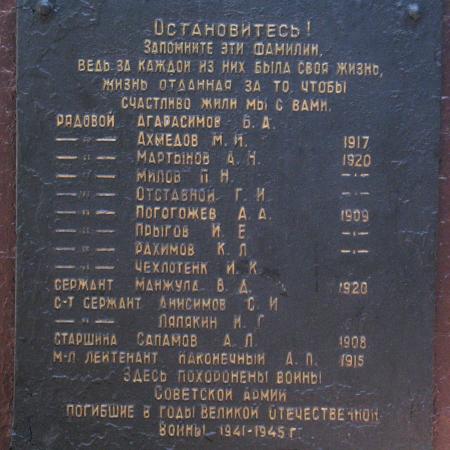 Остановитесь!
Запомните эти фамилии,
ведь за каждой из них была своя жизнь,
жизнь отданная за то, чтобы
счастливо жили мы с вами.
рядовой Агарасимов Б. А.
—— " —— Ахмедов М. И. 1917
—— " —— Мартынов А. Н. 1920
—— " —— Милов П. Н. — " —
—— " —— Отставной Г. И — " —
—— " —— Погогожев А. А. 1909
—— " —— Прыгов И. Е — " —
—— " —— Рахимов К. Л — " —
—— " —— Чехлотенк И. К
сержант Манжула В. Д. 1920
с-т сержант Анисимов С. И
—— " —— Ляпякин И. Г
старшина Сапамов А. Л. 1908
м-л лейтенант Наконечный А. П. 1915
Здесь похоронены воины
Советской Армии
погибшие в годы Великой Отечественной
Войны 1941-1945 г